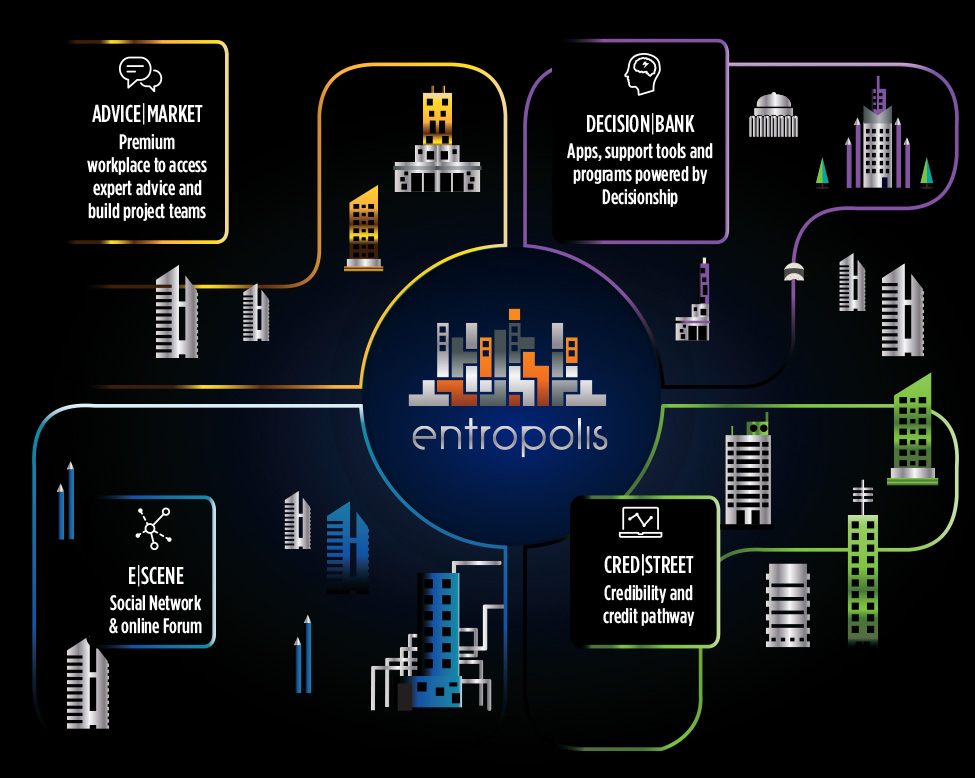 ADVICE|MARKET
Premium
workplace to access
expert advice and
build project teams
DECISION|BANK
Apps, support tools and
programs powered by
Decisionship
entropolis
E|SCENE
Social Network
& online Forum
CRED|STREET
Credibility and
credit pathway